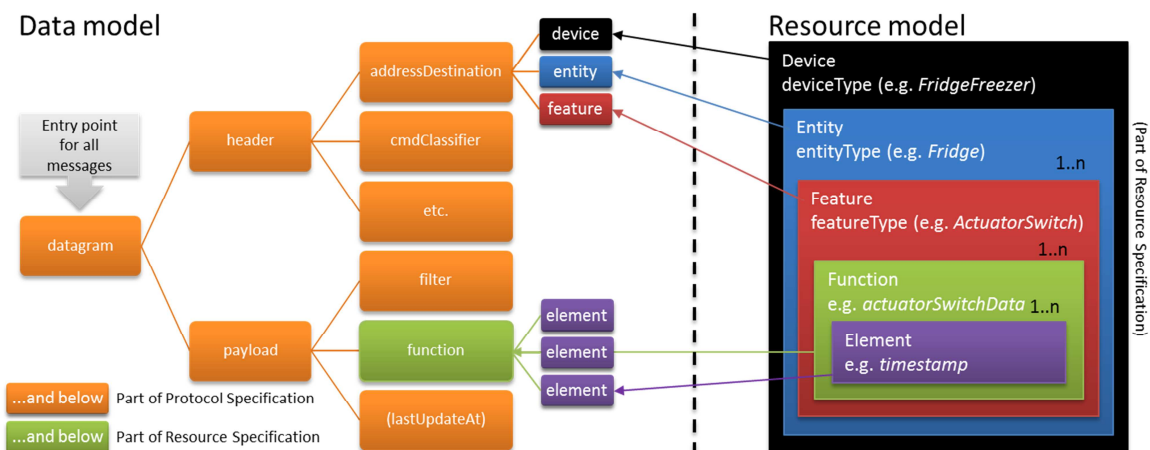 Data model
Resource model
Entry point
for all
messages
datagram
header
payload
addressDestination
cmdClassifier
etc.
filter
function
(lastUpdateAt)
device
entity
feature
element
element
element
...and below
Part of Protocol Specification
...and below
Part of Resource Specification
Device
deviceType (e.g. FridgeFreezer)
Entity
entityType (e.g. Fridge)
1..n
Feature
featureType (e.g. ActuatorSwitch)
1..n
Function
e.g. actuatorSwitchData 1..n
Element
e.g. timestamp
(Part of Resource Specification)